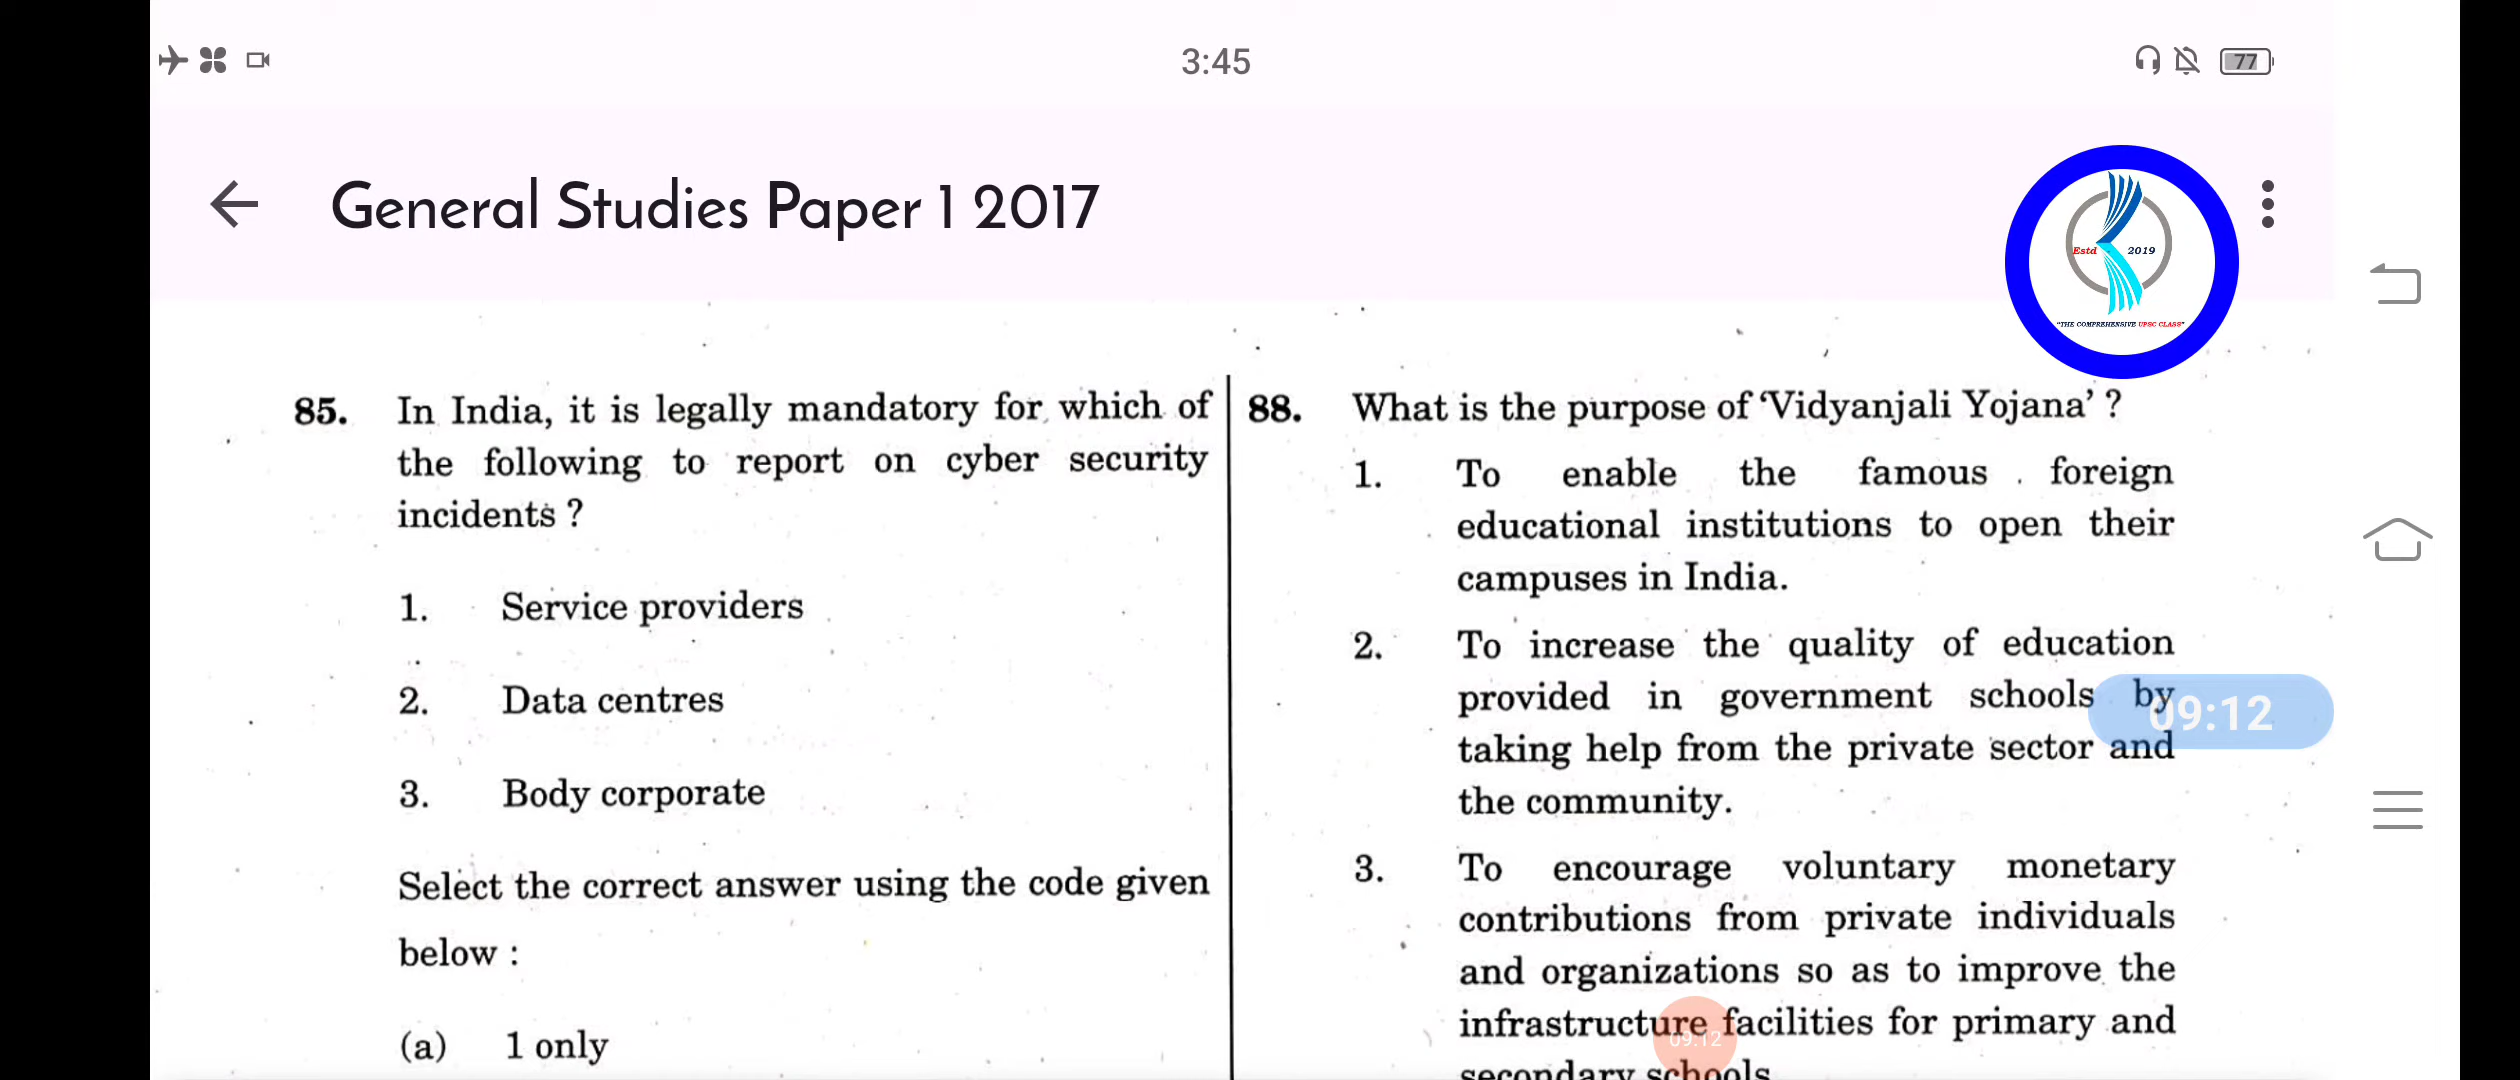 3:45
77
General Studies Paper 1 2017
Estd 2019
"THE COMPREHENSIVE UPSC CLASS"
85. In India, it is legally mandatory for which of
the following to report on cyber security
incidents ?
1. Service providers
2. Data centres
3. Body corporate
Select the correct answer using the code given
below :
(a) 1 only
88. What is the purpose of ‘Vidyanjali Yojana’ ?
1. To enable the famous foreign
educational institutions to open their
campuses in India.
2. To increase the quality of education
provided in government schools by
taking help from the private sector and
the community.
3. To encourage voluntary monetary
contributions from private individuals
and organizations so as to improve the
infrastructure facilities for primary and
secondary schools.
09:12
09:12